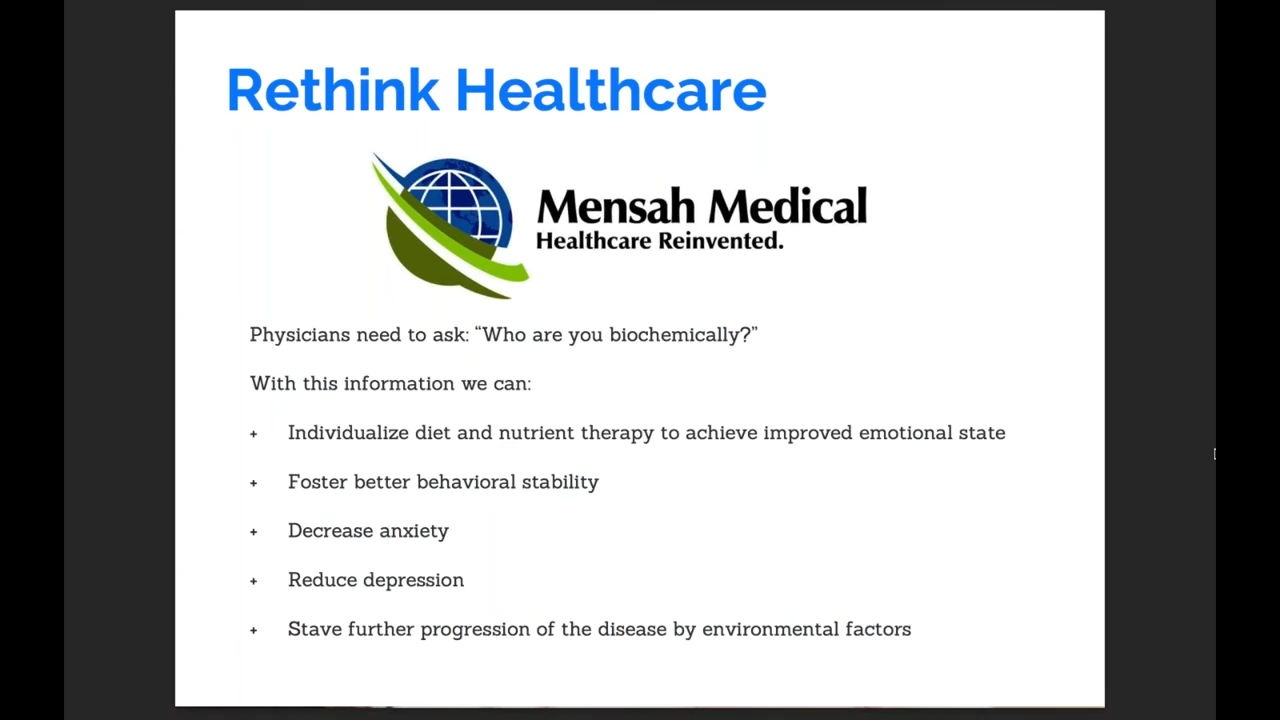 Rethink Healthcare
Mensah Medical
Healthcare Reinvented.
Physicians need to ask: “Who are you biochemically?”
With this information we can:
+ Individualize diet and nutrient therapy to achieve improved emotional state
+ Foster better behavioral stability
+ Decrease anxiety
+ Reduce depression
+ Stave further progression of the disease by environmental factors